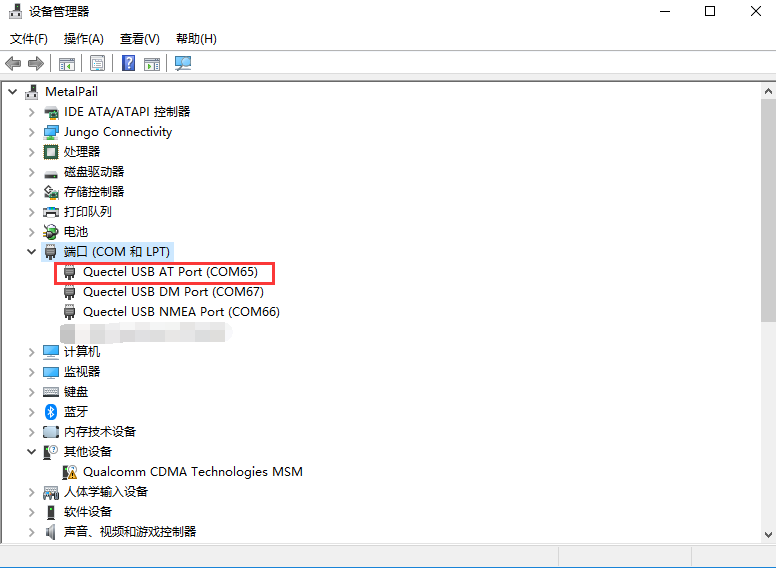 设备管理器
文件(F) 操作(A) 查看(V) 帮助(H)
MetalPail
IDE ATA/ATAPI 控制器
Jungo Connectivity
处理器
磁盘驱动器
存储控制器
打印队列
电池
端口 (COM 和 LPT)
Quectel USB AT Port (COM65)
Quectel USB DM Port (COM67)
Quectel USB NMEA Port (COM66)
计算机
监视器
键盘
蓝牙
内存技术设备
其他设备
Qualcomm CDMA Technologies MSM
人体学输入设备
软件设备
声音、视频和游戏控制器